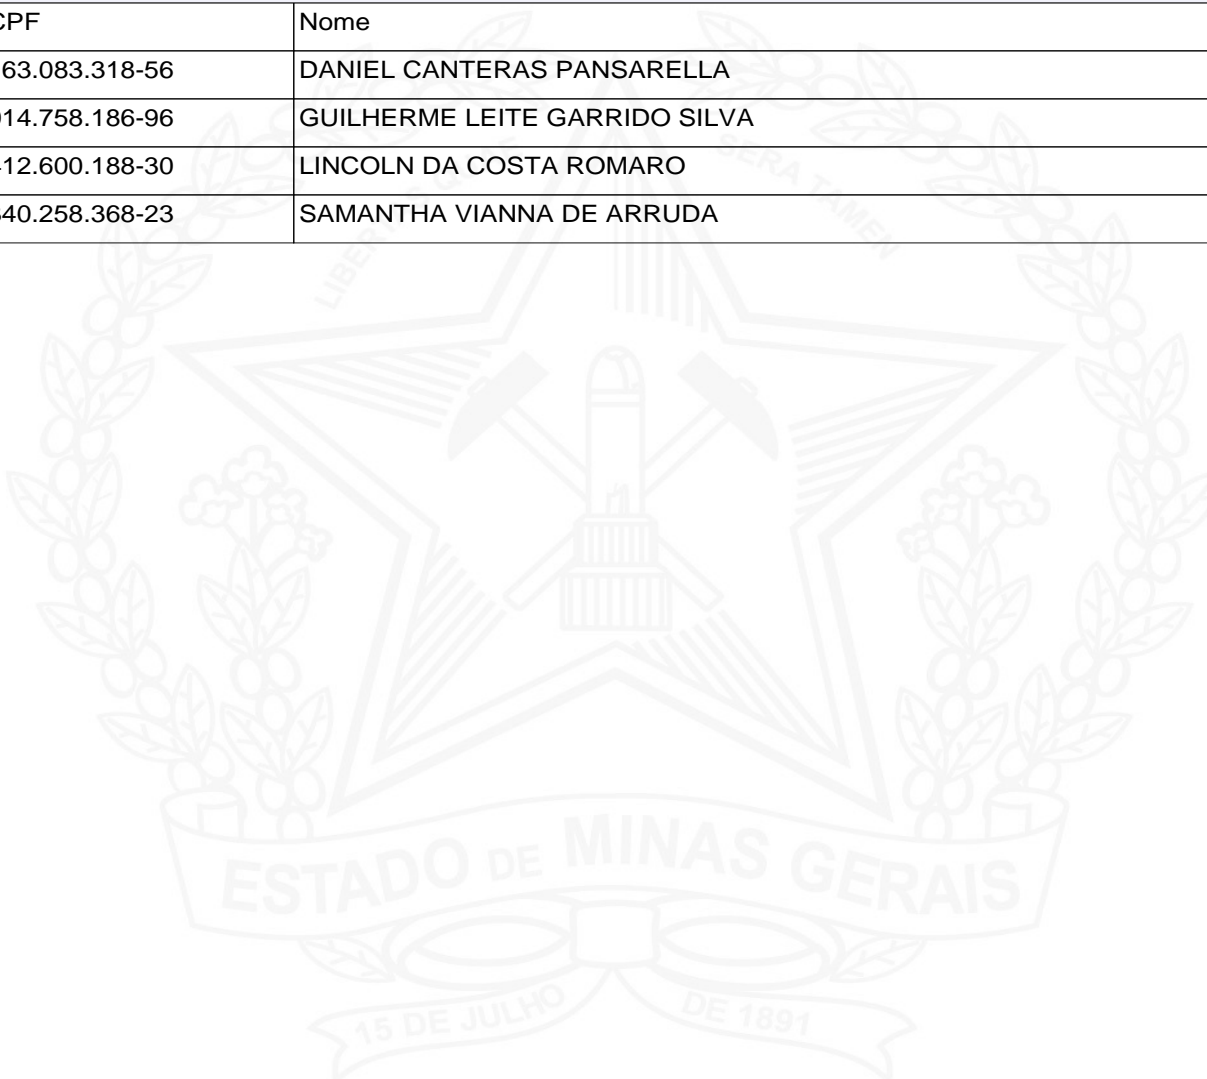 CPF Nome
63.083.318-56 DANIEL CANTERAS PANSARELLA
14.758.186-96 GUILHERME LEITE GARRIDO SILVA
12.600.188-30 LINCOLN DA COSTA ROMARO
40.258.368-23 SAMANTHA VIANNA DE ARRUDA
SERA TAMEN
ESTADO DE MINAS GERAIS
15 DE JULHO DE 1891